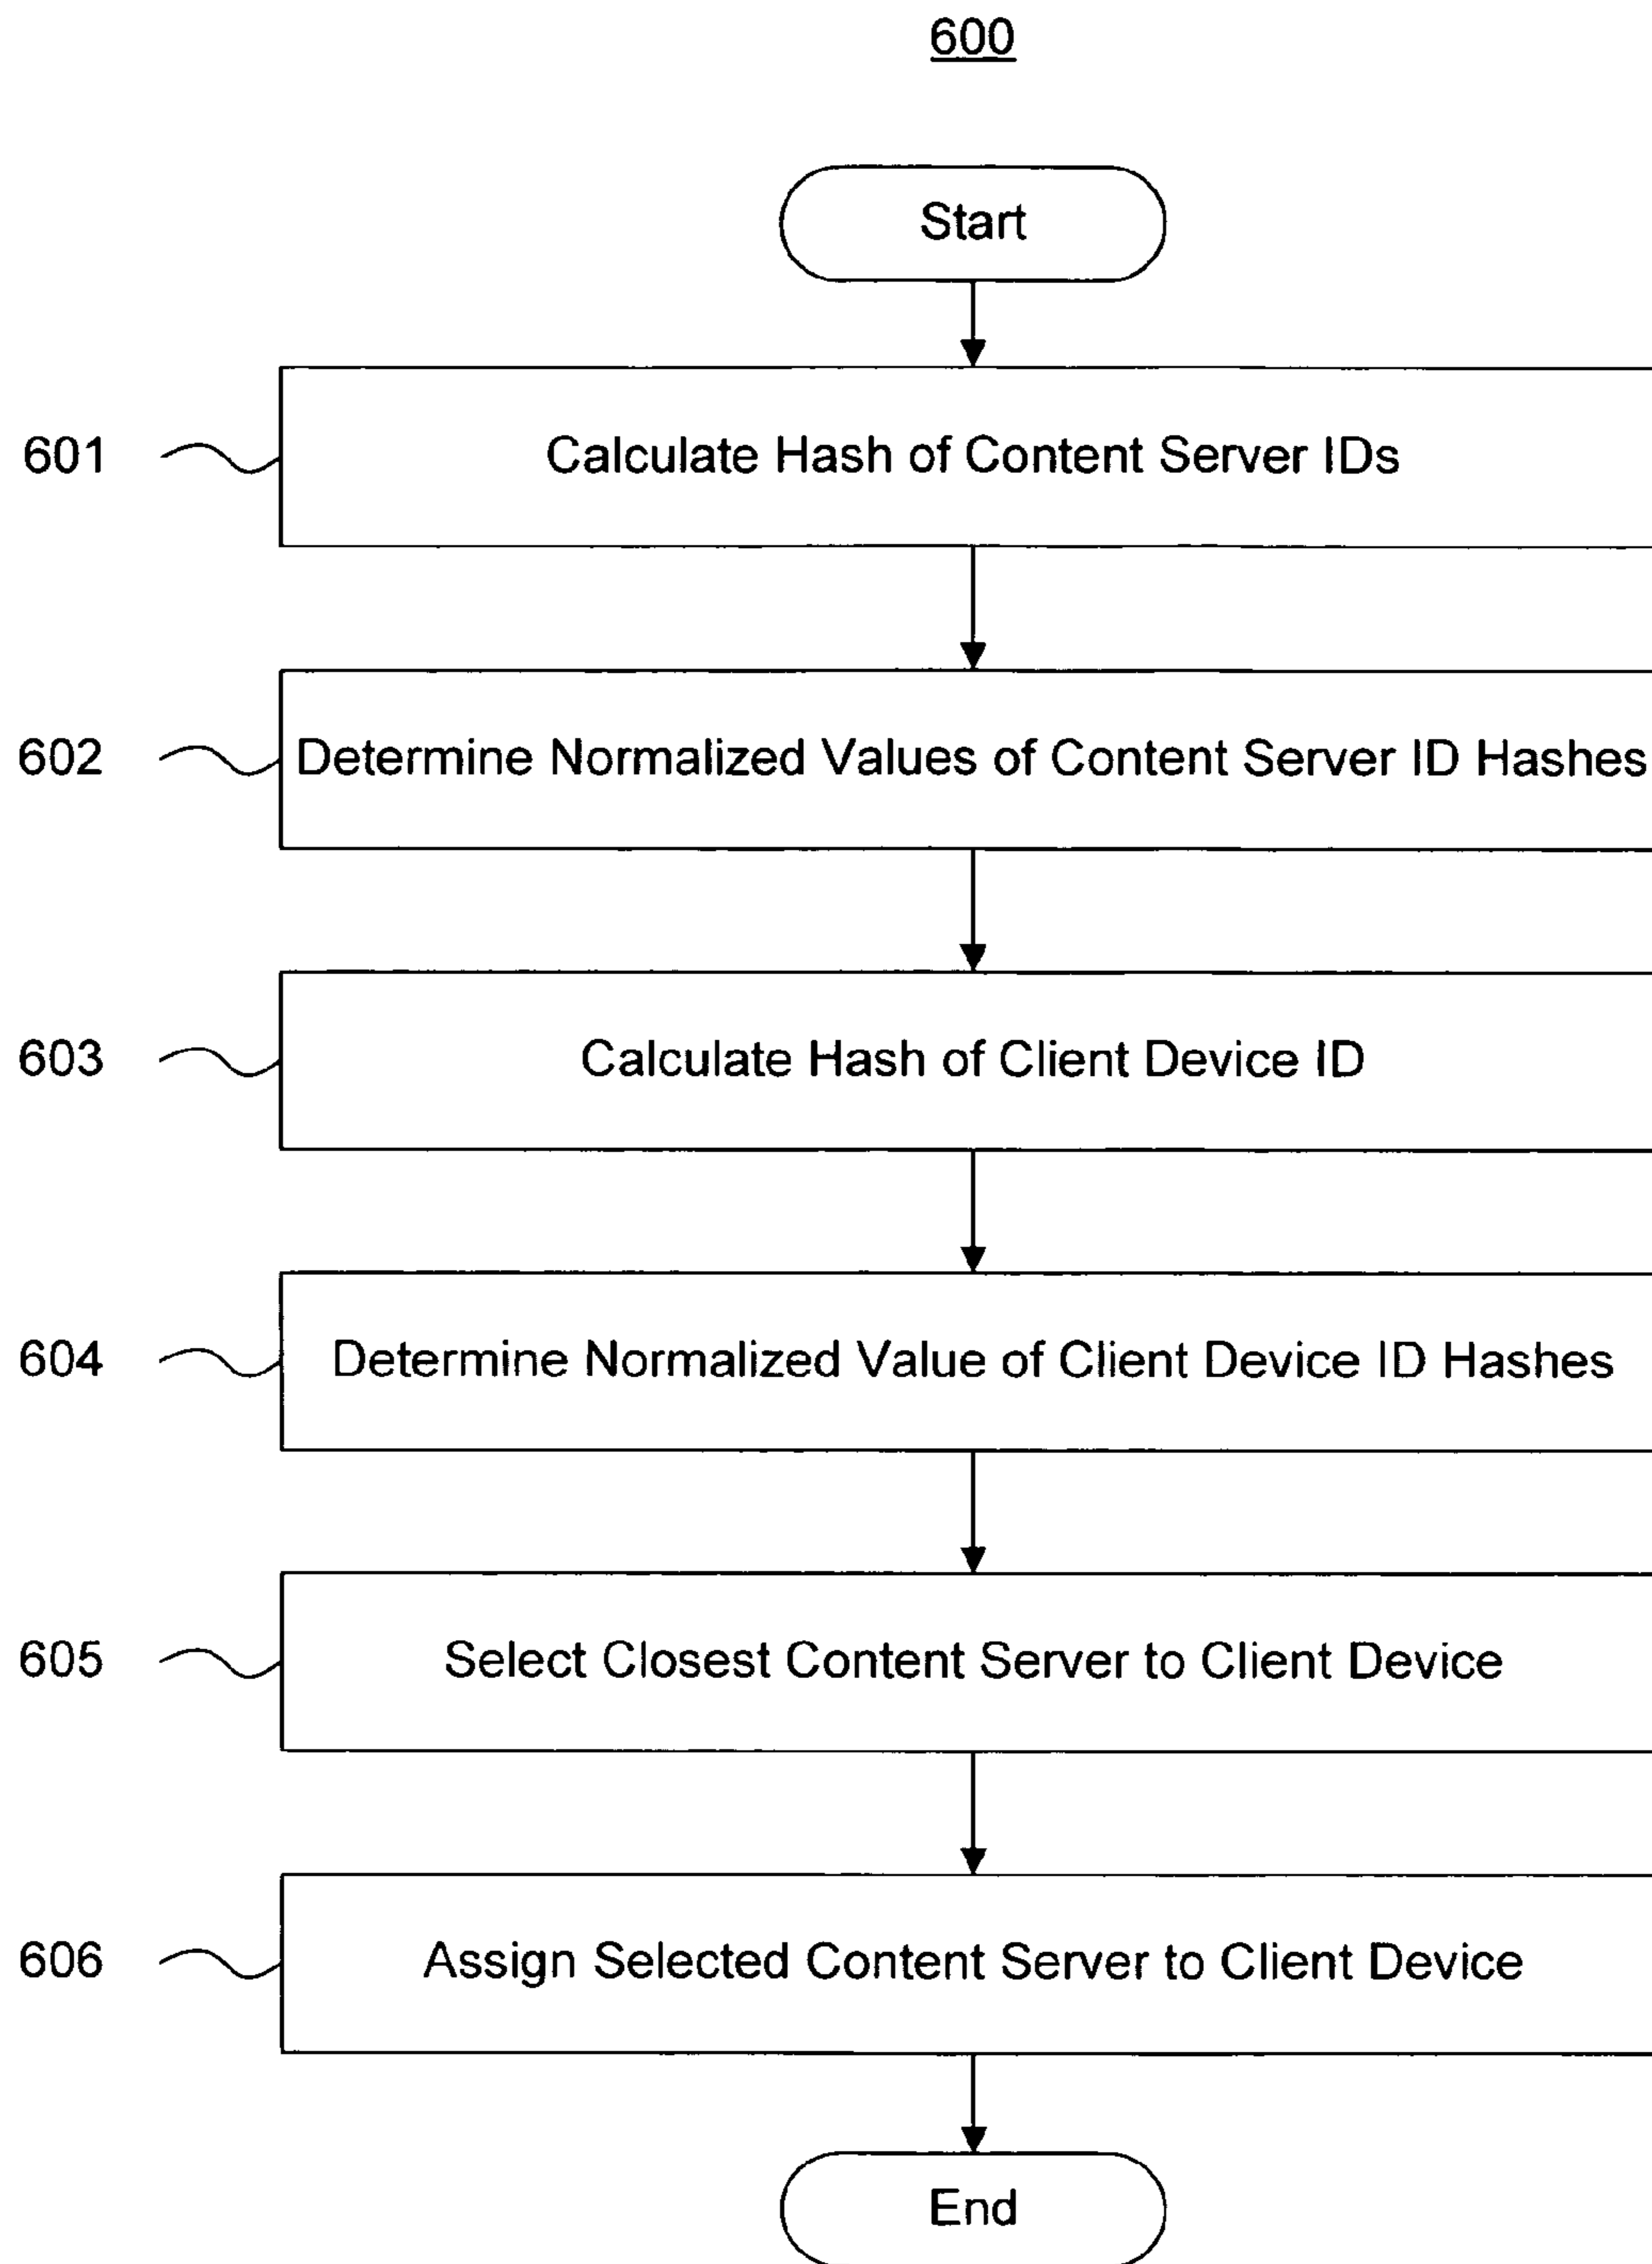 600
Start
601 Calculate Hash of Content Server IDs
602 Determine Normalized Values of Content Server ID Hashes
603 Calculate Hash of Client Device ID
604 Determine Normalized Value of Client Device ID Hashes
605 Select Closest Content Server to Client Device
606 Assign Selected Content Server to Client Device
End